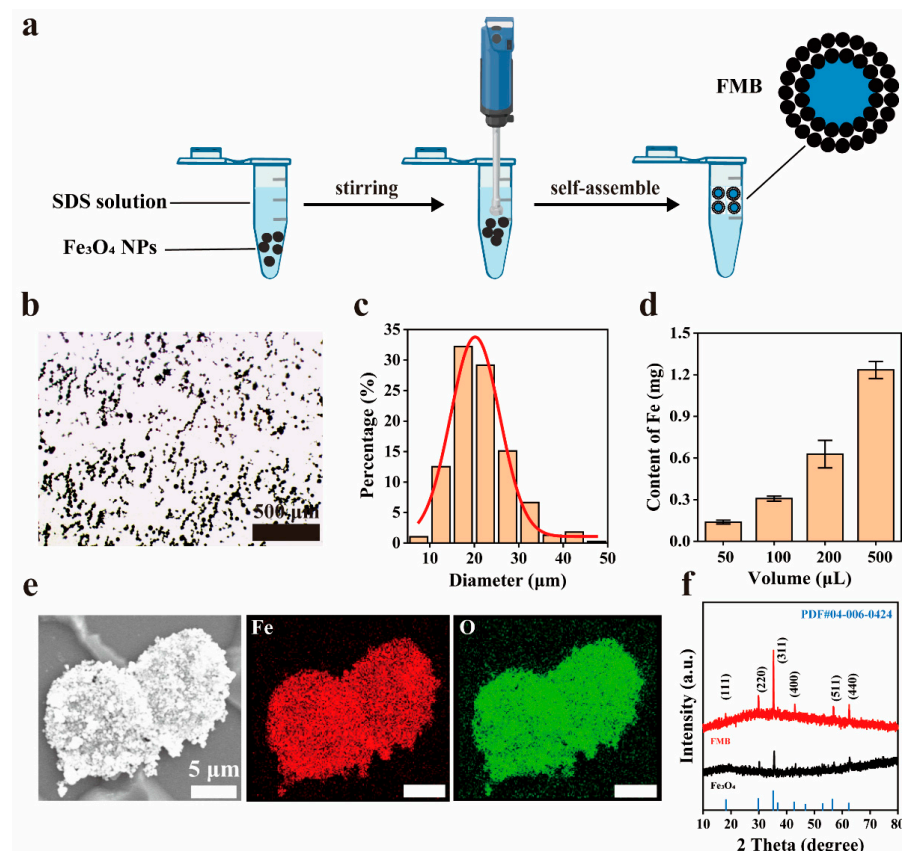 a
FMB
SDS solution
stirring
self-assemble
Fe₃O₄ NPs
b
500 μm
c
35
30
25
20
15
10
5
0
Percentage (%)
10
20
30
40
50
Diameter (μm)
d
1.5
1.2
0.9
0.6
0.3
0.0
Content of Fe (mg)
50
100
200
500
Volume (μL)
e
5 μm
Fe
O
f
PDF#04-006-0424
(111)
(220)
(311)
(400)
(511)
(440)
FMB
Fe₃O₄
Intensity (a.u.)
10
20
30
40
50
60
70
80
2 Theta (degree)